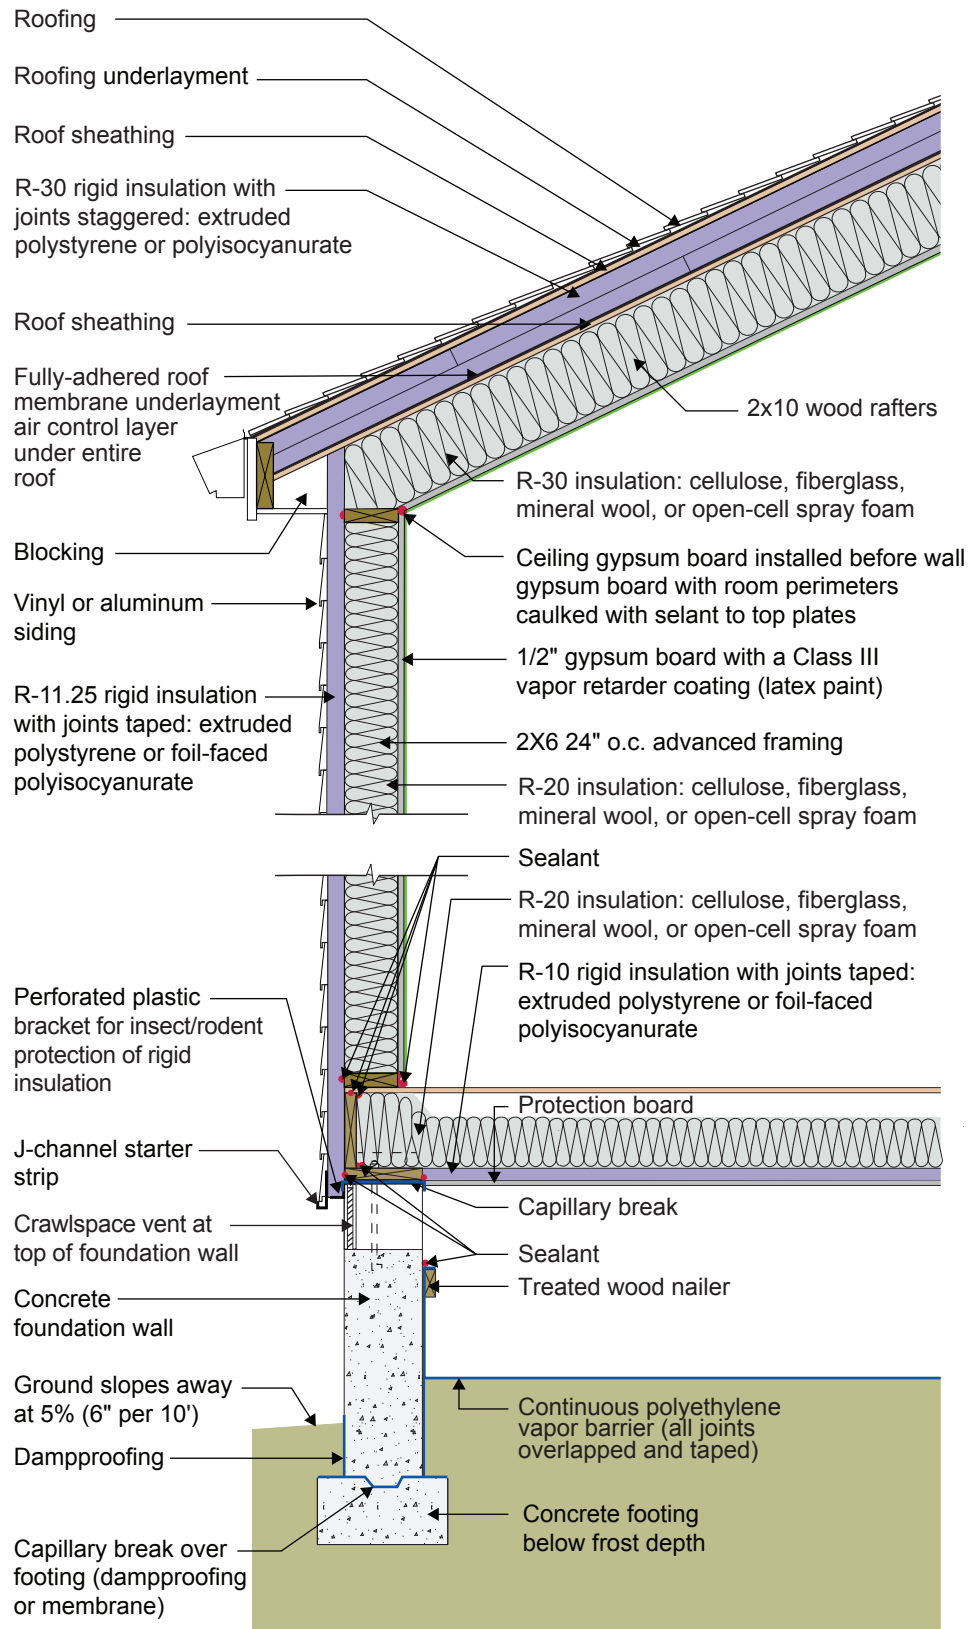 Roofing
Roofing underlayment
Roof sheathing
R-30 rigid insulation with
joints staggered: extruded
polystyrene or polyisocyanurate
Roof sheathing
Fully-adhered roof
membrane underlayment
air control layer
under entire
roof
Blocking
Vinyl or aluminum
siding
R-11.25 rigid insulation
with joints taped: extruded
polystyrene or foil-faced
polyisocyanurate
Perforated plastic
bracket for insect/rodent
protection of rigid
insulation
J-channel starter
strip
Crawlspace vent at
top of foundation wall
Concrete
foundation wall
Ground slopes away
at 5% (6" per 10')
Dampproofing
Capillary break over
footing (dampproofing
or membrane)
2x10 wood rafters
R-30 insulation: cellulose, fiberglass,
mineral wool, or open-cell spray foam
Ceiling gypsum board installed before wall
gypsum board with room perimeters
caulked with selant to top plates
1/2" gypsum board with a Class III
vapor retarder coating (latex paint)
2X6 24" o.c. advanced framing
R-20 insulation: cellulose, fiberglass,
mineral wool, or open-cell spray foam
Sealant
R-20 insulation: cellulose, fiberglass,
mineral wool, or open-cell spray foam
R-10 rigid insulation with joints taped:
extruded polystyrene or foil-faced
polyisocyanurate
Protection board
Capillary break
Sealant
Treated wood nailer
Continuous polyethylene
vapor barrier (all joints
overlapped and taped)
Concrete footing
below frost depth